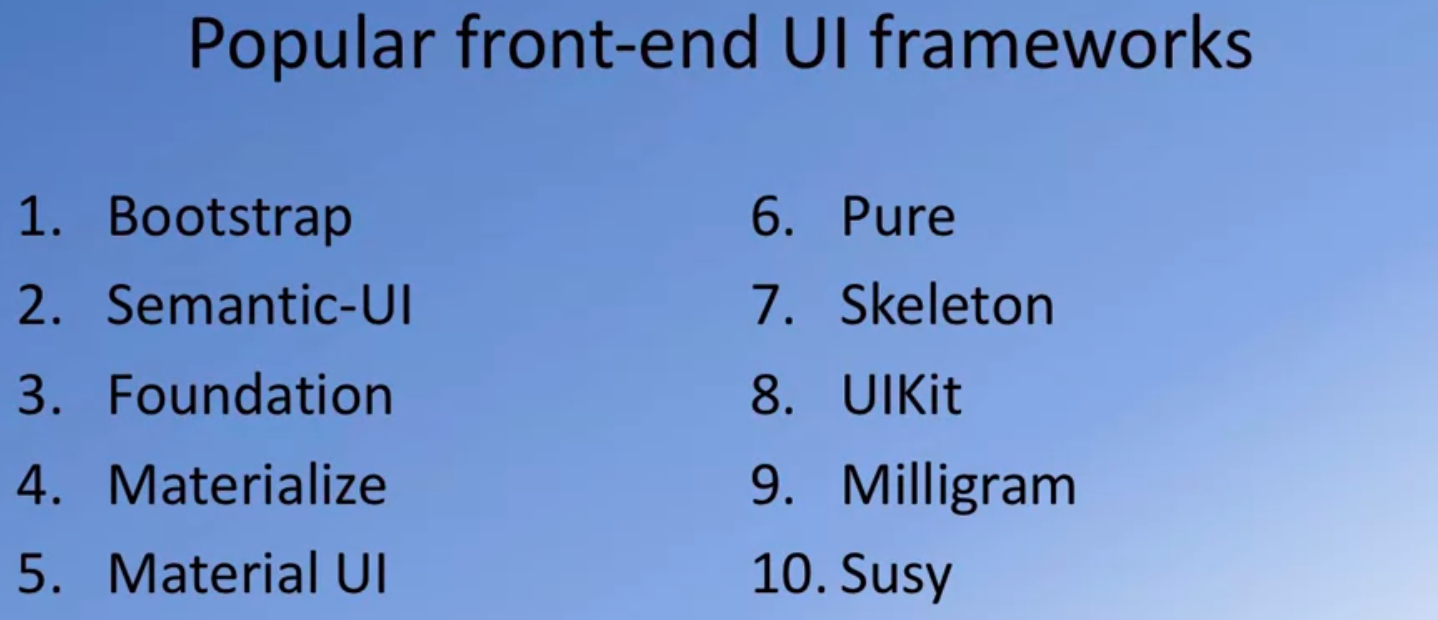 Popular front-end UI frameworks
1. Bootstrap
2. Semantic-UI
3. Foundation
4. Materialize
5. Material UI
6. Pure
7. Skeleton
8. UIKit
9. Milligram
10. Susy